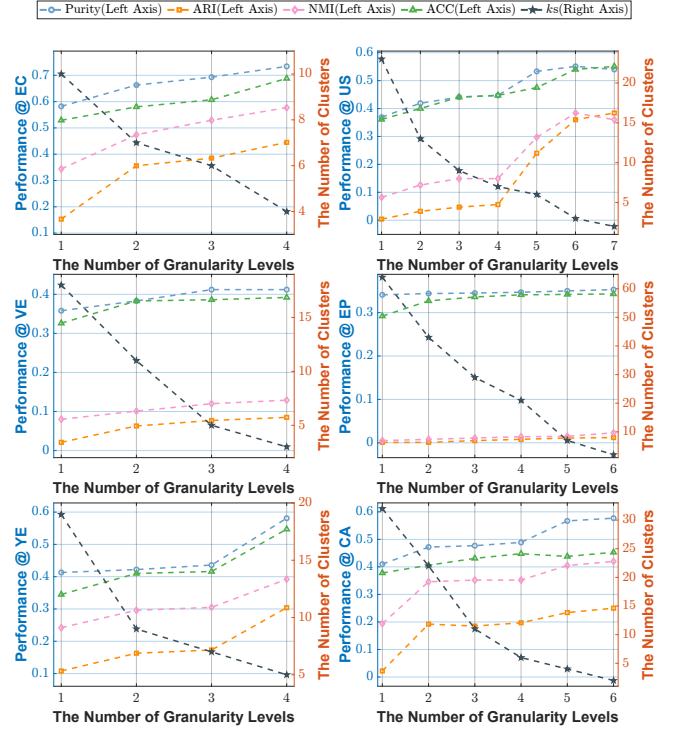 Purity(Left Axis) ARI(Left Axis) NMI(Left Axis) ACC(Left Axis) ks(Right Axis)
Performance @ EC
0.7
0.6
0.5
0.4
0.3
0.2
0.1
1 2 3 4
10
8
6
4
The Number of Clusters
The Number of Granularity Levels
Performance @ US
0.6
0.5
0.4
0.3
0.2
0.1
0
1 2 3 4 5 6 7
20
15
10
5
The Number of Clusters
The Number of Granularity Levels
Performance @ VE
0.4
0.3
0.2
0.1
0
1 2 3 4
15
10
5
The Number of Clusters
The Number of Granularity Levels
Performance @ EP
0.3
0.2
0.1
0
1 2 3 4 5 6
60
50
40
30
20
10
The Number of Clusters
The Number of Granularity Levels
Performance @ YE
0.6
0.5
0.4
0.3
0.2
0.1
1 2 3 4
20
15
10
5
The Number of Clusters
The Number of Granularity Levels
Performance @ CA
0.6
0.5
0.4
0.3
0.2
0.1
0
1 2 3 4 5 6
30
25
20
15
10
5
The Number of Clusters
The Number of Granularity Levels